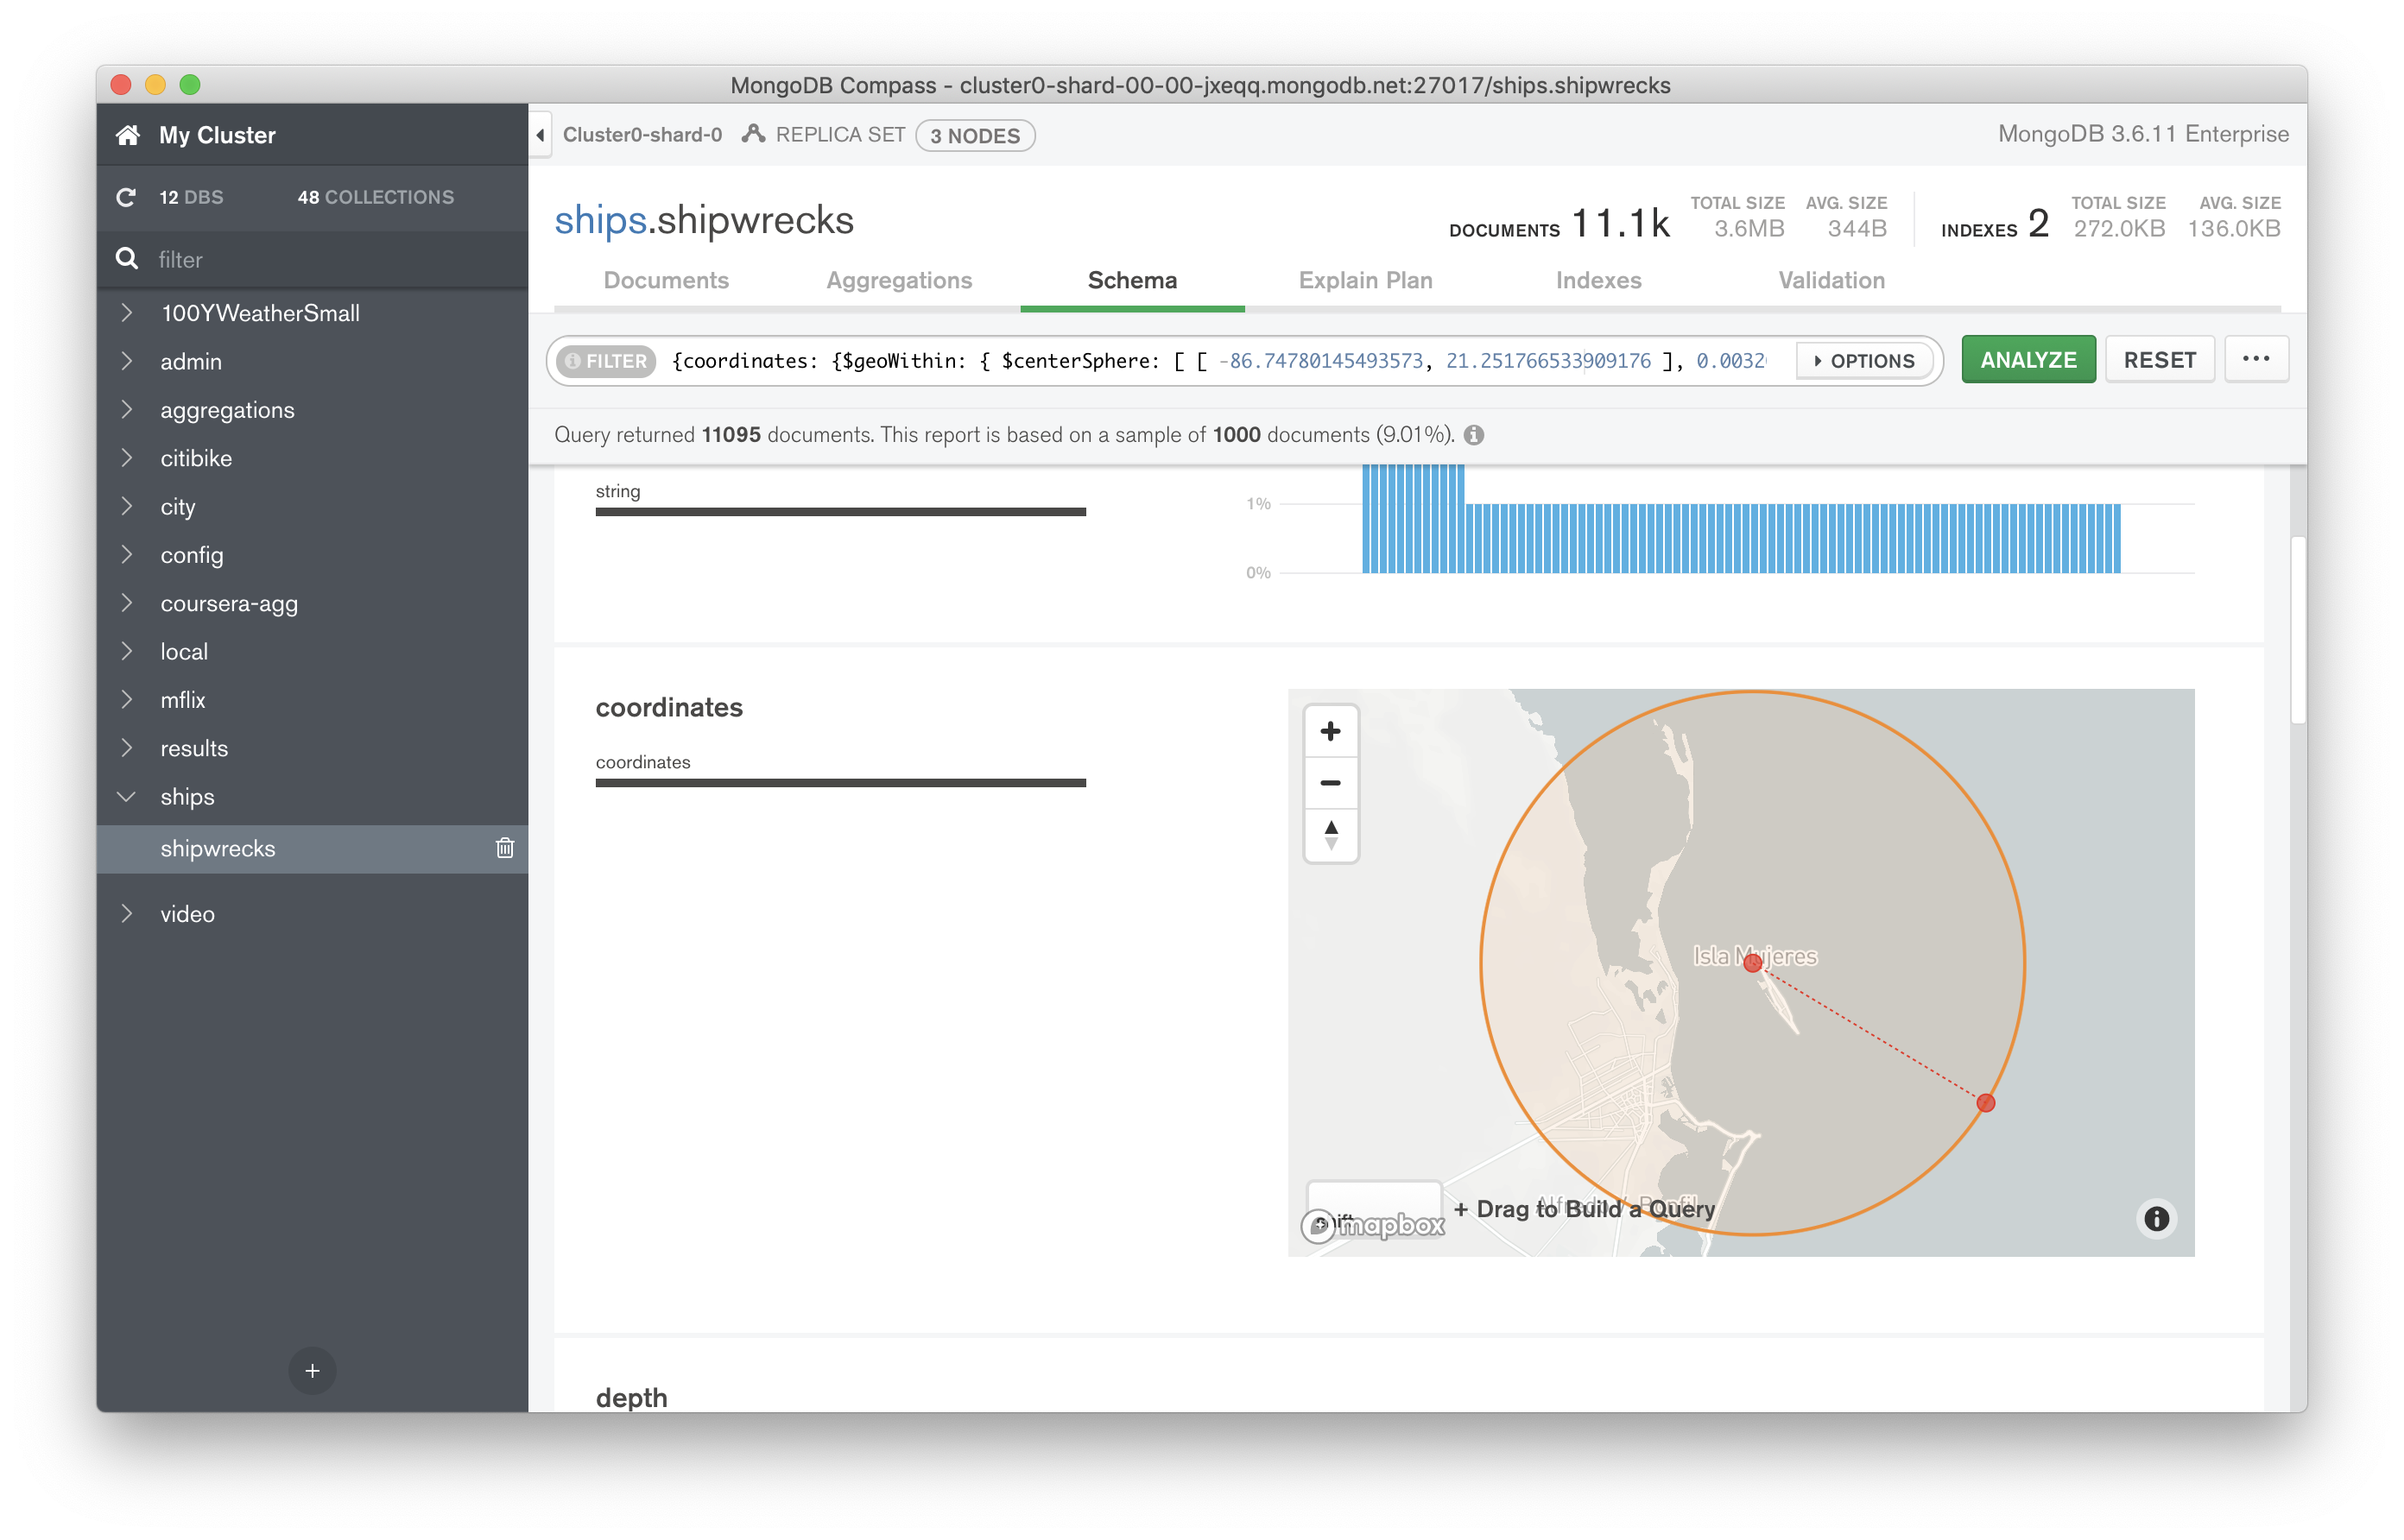 MongoDB Compass - cluster0-shard-00-00-jxeqq.mongodb.net:27017/ships.shipwrecks
My Cluster
Cluster0-shard-0 REPLICA SET 3 NODES
MongoDB 3.6.11 Enterprise
12 DBS 48 COLLECTIONS
filter
100YWeatherSmall
admin
aggregations
citibike
city
config
coursera-agg
local
mflix
results
ships
shipwrecks
video
+
ships.shipwrecks
DOCUMENTS 11.1k TOTAL SIZE 3.6MB AVG. SIZE 344B
INDEXES 2 TOTAL SIZE 272.0KB AVG. SIZE 136.0KB
Documents Aggregations Schema Explain Plan Indexes Validation
FILTER {coordinates: {$geoWithin: { $centerSphere: [ [ -86.74780145493573, 21.251766533909176 ], 0.0032 OPTIONS ANALYZE RESET ...
Query returned 11095 documents. This report is based on a sample of 1000 documents (9.01%).
string
1%
0%
coordinates
coordinates
Isla Mujeres
shift + Drag to Build a Query
mapbox
depth